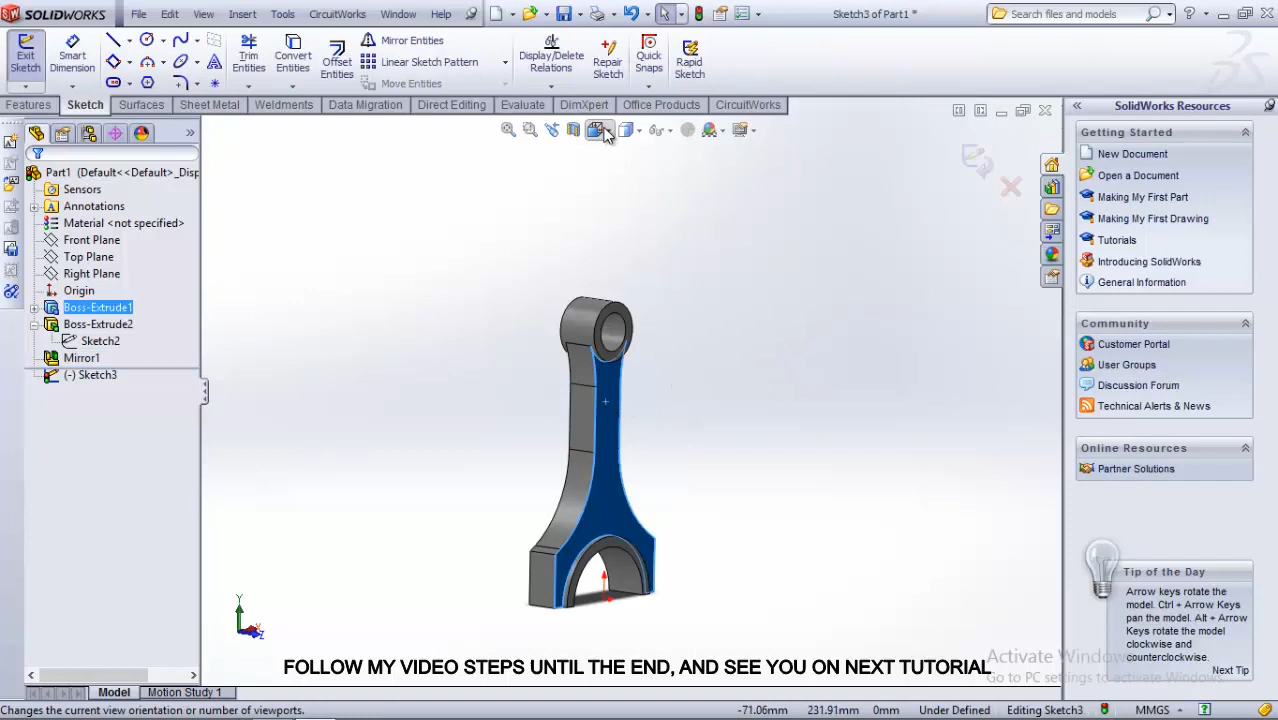 SOLIDWORKS File Edit View Insert Tools CircuitWorks Window Help Sketch3 of Part1 * Search files and models
Exit Sketch
Smart Dimension
Trim Entities
Convert Entities
Offset Entities
Mirror Entities
Linear Sketch Pattern
Move Entities
Display/Delete Relations
Repair Sketch
Quick Snaps
Rapid Sketch
Features Sketch Surfaces Sheet Metal Weldments Data Migration Direct Editing Evaluate DimXpert Office Products CircuitWorks
Part1 (Default<<Default>_Disp
Sensors
Annotations
Material <not specified>
Front Plane
Top Plane
Right Plane
Origin
Boss-Extrude1
Boss-Extrude2
Sketch2
Mirror1
(-) Sketch3
SolidWorks Resources
Getting Started
New Document
Open a Document
Making My First Part
Making My First Drawing
Tutorials
Introducing SolidWorks
General Information
Community
Customer Portal
User Groups
Discussion Forum
Technical Alerts & News
Online Resources
Partner Solutions
Tip of the Day
Arrow keys rotate the
model. Ctrl + Arrow Keys
pan the model. Alt + Arrow
Keys rotate the model
clockwise and
counterclockwise.
Next Tip
Y
X
Z
FOLLOW MY VIDEO STEPS UNTIL THE END, AND SEE YOU ON NEXT TUTORIAL
Activate Windows
Go to PC settings to activate Windows.
Model Motion Study 1
Changes the current view orientation or number of viewports. -71.06mm 231.91mm 0mm Under Defined Editing Sketch3 MMGS